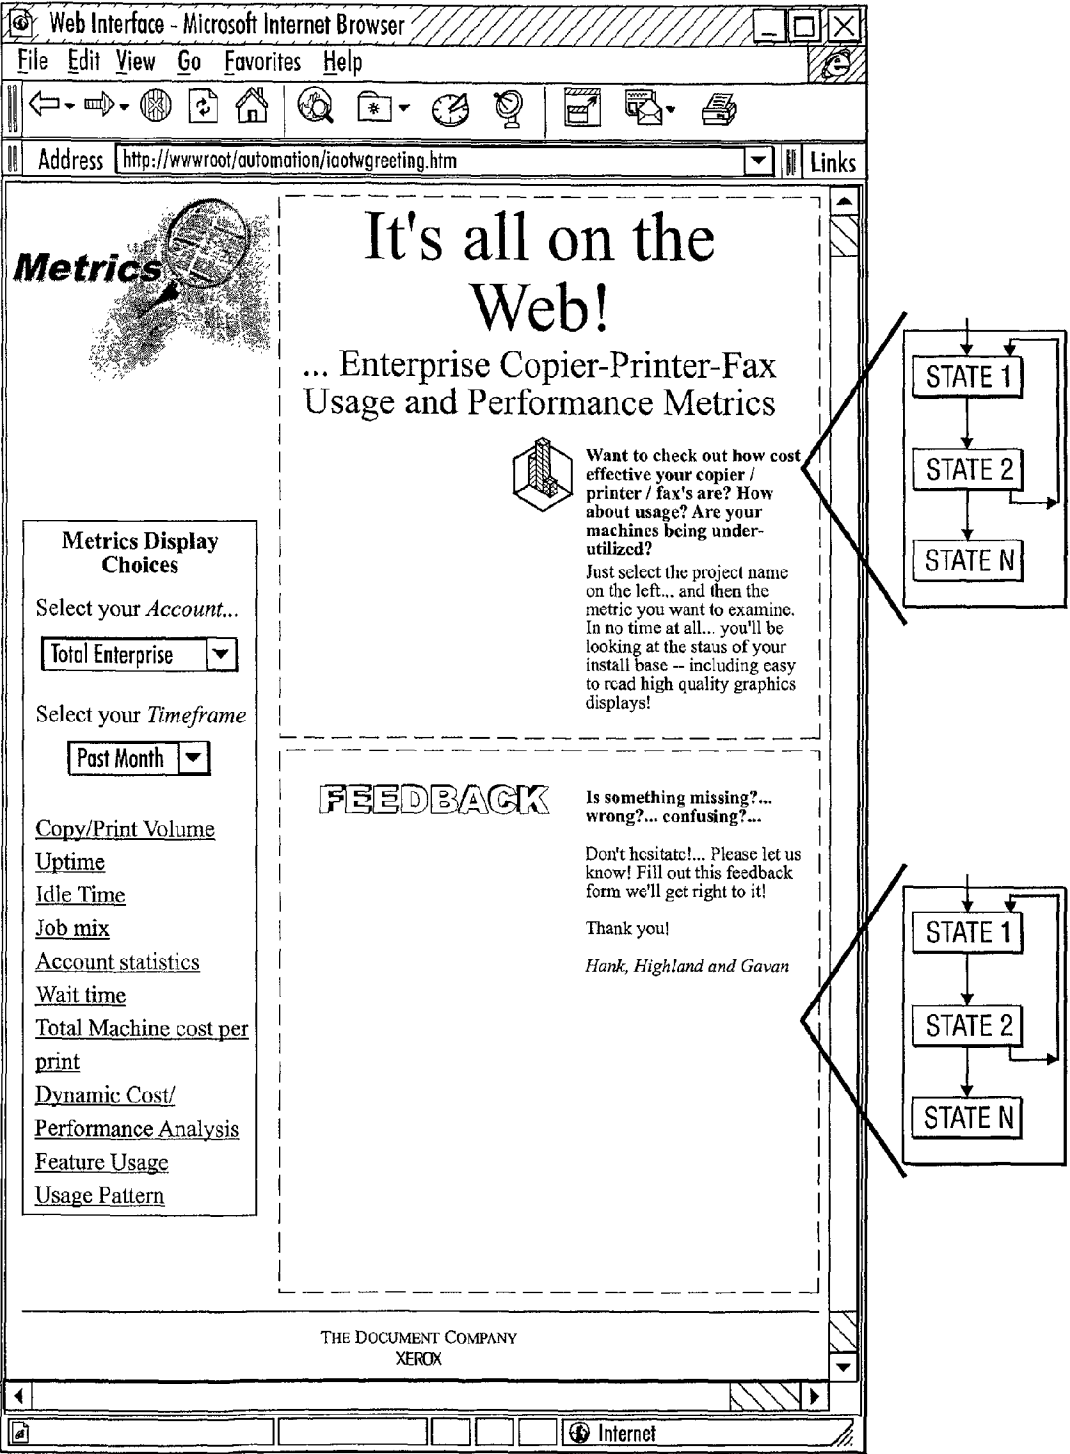 Web Interface - Microsoft Internet Browser
File Edit View Go Favorites Help
Address http://wwwroot/automation/iaotwgreeting.htm Links
Metrics
It's all on the
Web!
... Enterprise Copier-Printer-Fax
Usage and Performance Metrics
Want to check out how cost
effective your copier /
printer / fax's are? How
about usage? Are your
machines being under-
utilized?
Just select the project name
on the left... and then the
metric you want to examine.
In no time at all... you'll be
looking at the staus of your
install base -- including easy
to read high quality graphics
displays!
STATE 1
STATE 2
STATE N
Metrics Display
Choices
Select your Account...
Total Enterprise
Select your Timeframe
Past Month
Copy/Print Volume
Uptime
Idle Time
Job mix
Account statistics
Wait time
Total Machine cost per
print
Dynamic Cost/
Performance Analysis
Feature Usage
Usage Pattern
FEEDBACK
Is something missing?...
wrong?... confusing?...
Don't hesitate!... Please let us
know! Fill out this feedback
form we'll get right to it!
Thank you!
Hank, Highland and Gavan
STATE 1
STATE 2
STATE N
THE DOCUMENT COMPANY
XEROX
Internet